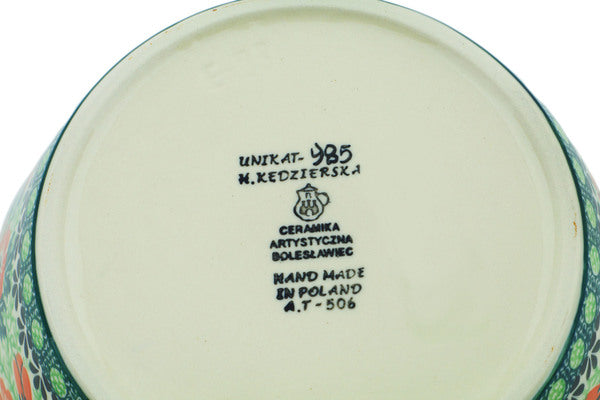 UNIKAT- 985
M.KEDZIERSKA
CERAMIKA
ARTYSTYCZNA
BOLESŁAWIEC
HAND MADE
IN POLAND
A.T-506